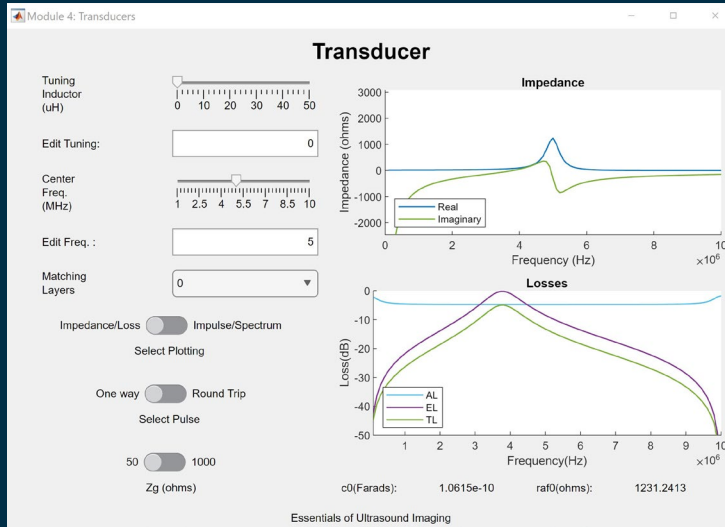 Module 4: Transducers
Transducer
Tuning
Inductor
(uH)
0 10 20 30 40 50
Edit Tuning:
0
Center
Freq.
(MHz)
1 2.5 4 5.5 7 8.5 10
Edit Freq. :
5
Matching
Layers
0
Impedance/Loss
Impulse/Spectrum
Select Plotting
One way
Round Trip
Select Pulse
50
1000
Zg (ohms)
Impedance
Impedance (ohms)
3000
2000
1000
0
-1000
-2000
Real
Imaginary
0 2 4 6 8 10
Frequency (Hz)
×10^6
Losses
Loss(dB)
0
-10
-20
-30
-40
-50
AL
EL
TL
1 2 3 4 5 6 7 8 9 10
Frequency(Hz)
×10^6
c0(Farads): 1.0615e-10 raf0(ohms): 1231.2413
Essentials of Ultrasound Imaging